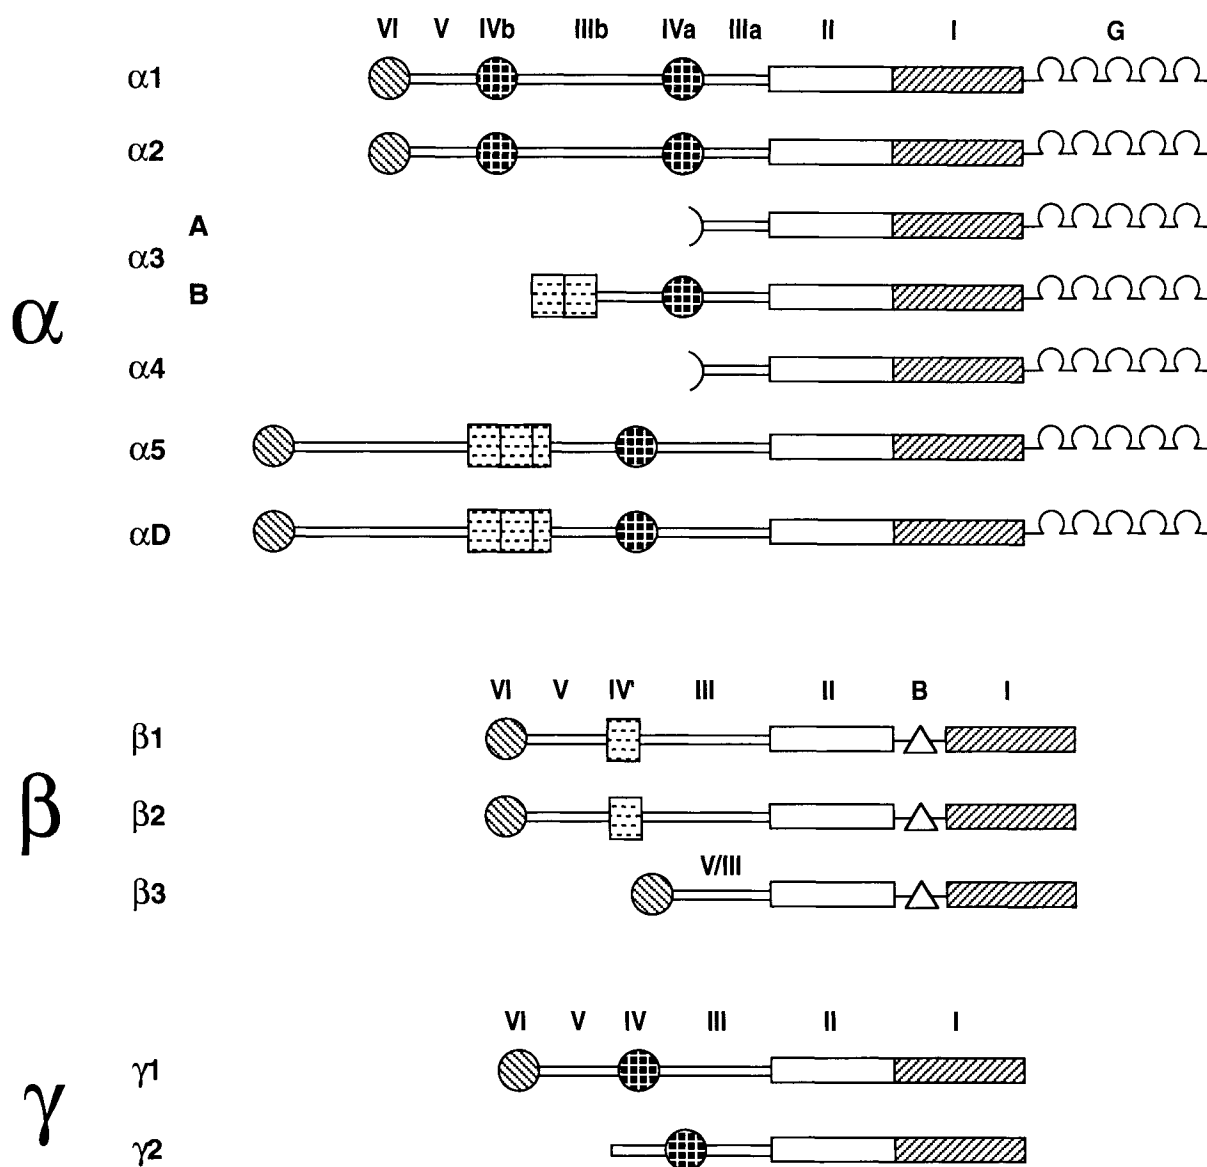 VI V IVb IIIb IVa IIIa II I G
α1
α2
A
α3
B
α
α4
α5
αD
VI V IV' III II B I
β1
β
β2
V/III
β3
VI V IV III II I
γ1
γ
γ2